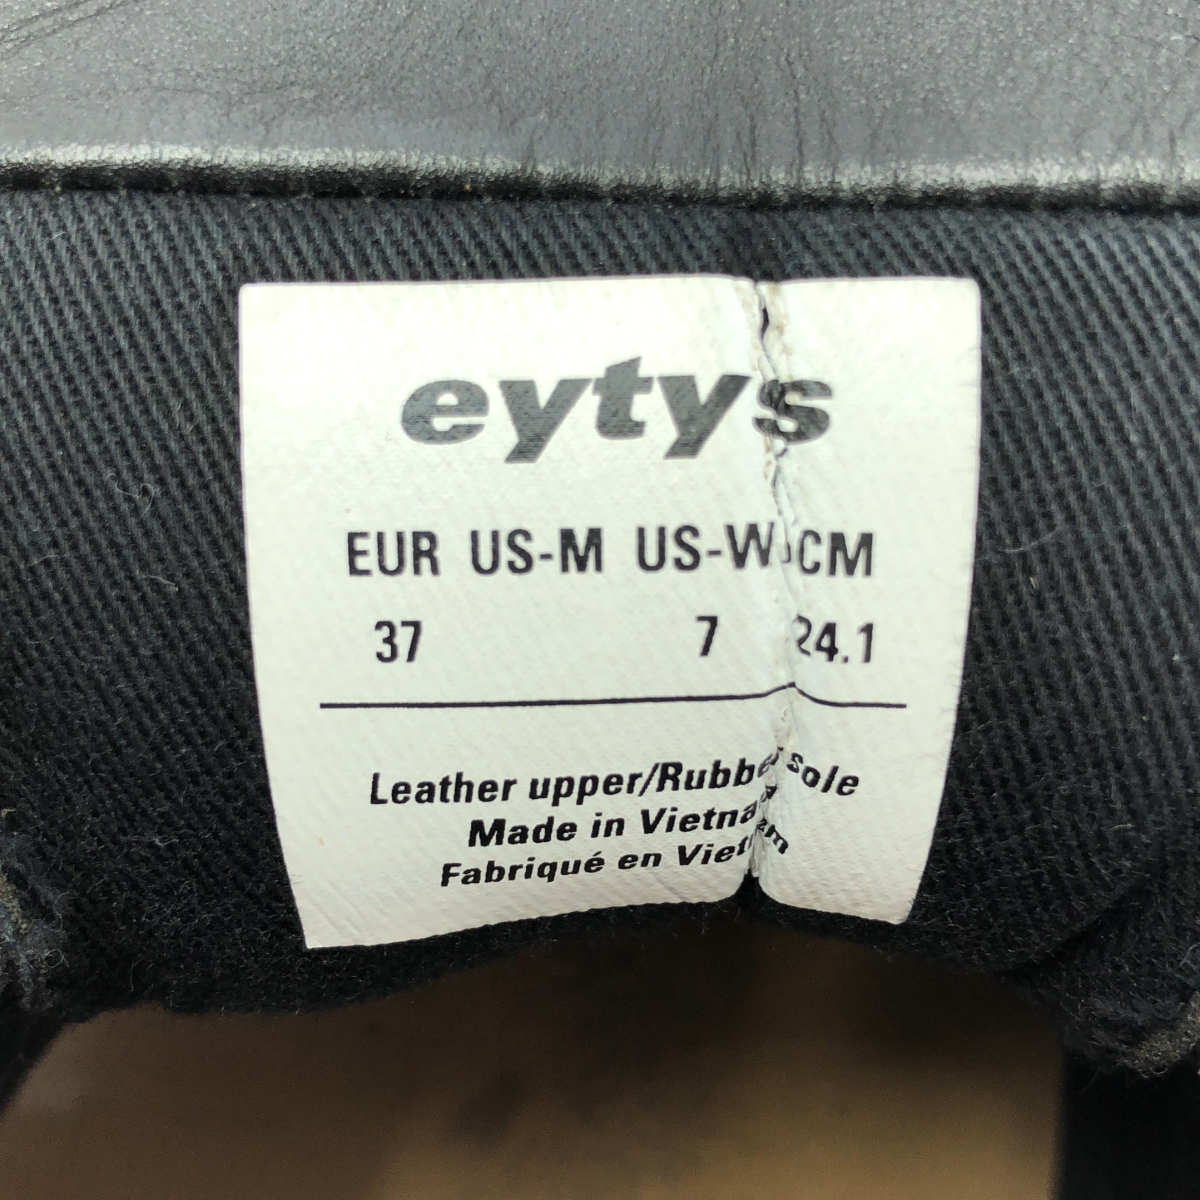 eytys
EUR US-M US-W CM
37 7 24.1
Leather upper/Rubber sole
Made in Vietnam
Fabriqué en Vietnam